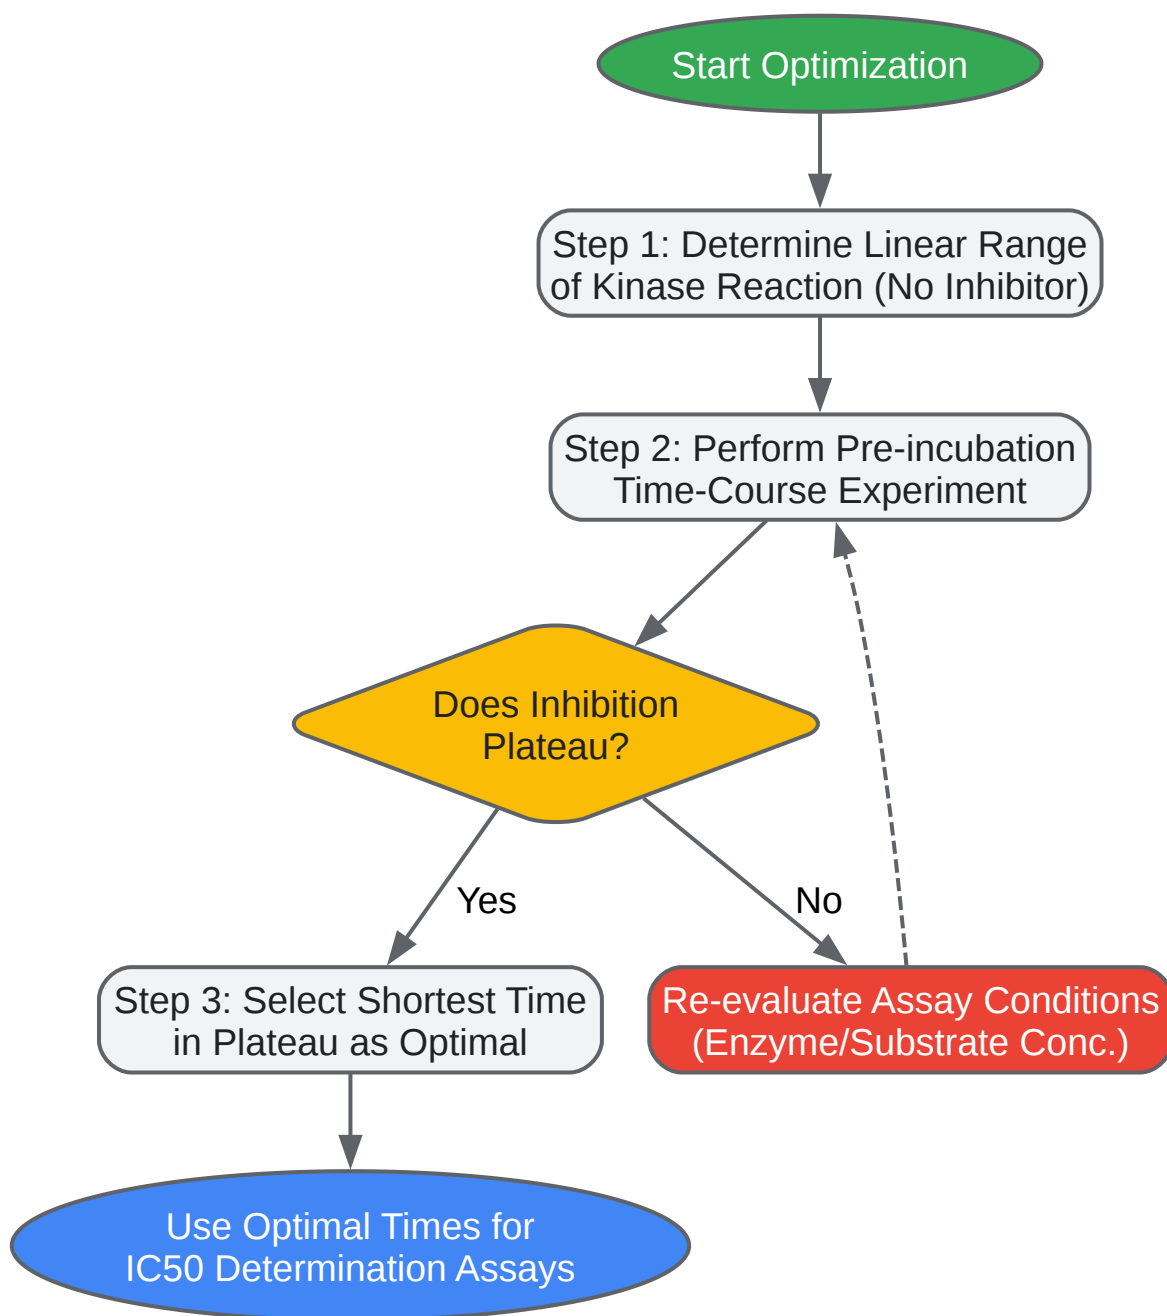 Start Optimization
Step 1: Determine Linear Range
of Kinase Reaction (No Inhibitor)
Step 2: Perform Pre-incubation
Time-Course Experiment
Does Inhibition
Plateau?
Yes
No
Step 3: Select Shortest Time
in Plateau as Optimal
Re-evaluate Assay Conditions
(Enzyme/Substrate Conc.)
Use Optimal Times for
IC50 Determination Assays